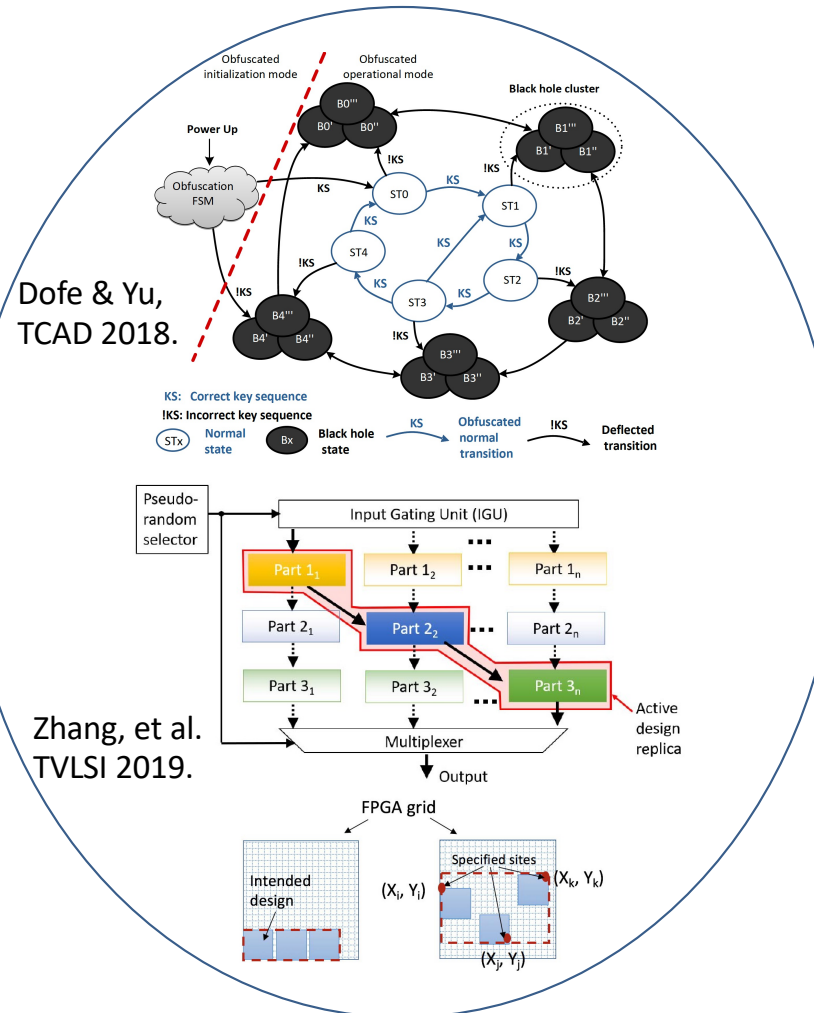 Obfuscated
initialization mode
Obfuscated
operational mode
Black hole cluster
Power Up
Obfuscation
FSM
B0'''
B0'
B0''
B1'''
B1'
B1''
!KS
!KS
KS
KS
ST0
ST1
KS
KS
KS
ST4
ST2
!KS
!KS
KS
ST3
KS
!KS
!KS
B4'''
B4'
B4''
B2'''
B2'
B2''
B3'''
B3'
B3''
Dofe & Yu,
TCAD 2018.
KS: Correct key sequence
!KS: Incorrect key sequence
STx
Normal
state
Bx
Black hole
state
KS
Obfuscated
normal
transition
!KS
Deflected
transition
Pseudo-
random
selector
Input Gating Unit (IGU)
Part 1₁
Part 1₂
Part 1ₙ
Part 2₁
Part 2₂
Part 2ₙ
Part 3₁
Part 3₂
Part 3ₙ
Multiplexer
Output
Active
design
replica
Zhang, et al.
TVLSI 2019.
FPGA grid
Intended
design
Specified sites
(Xᵢ, Yᵢ)
(Xₖ, Yₖ)
(Xⱼ, Yⱼ)